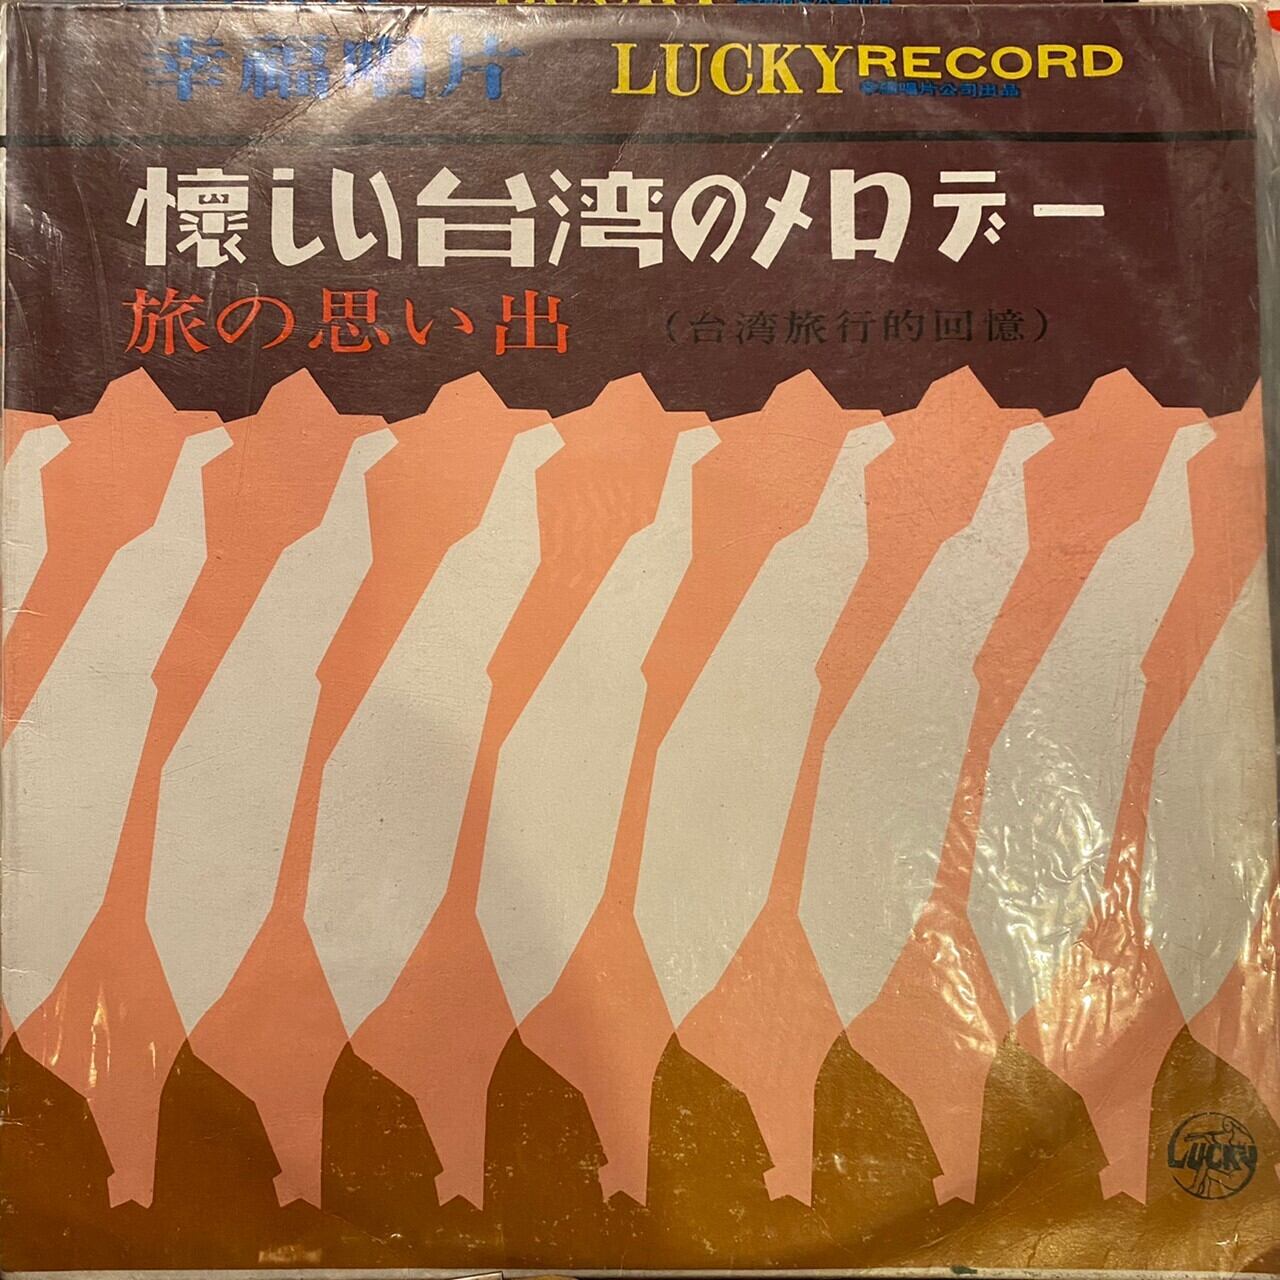 幸福唱片 LUCKY RECORD
幸福唱片公司出品
懐しい台湾のメロデー
旅の思い出 (台湾旅行的回憶)
LUCKY